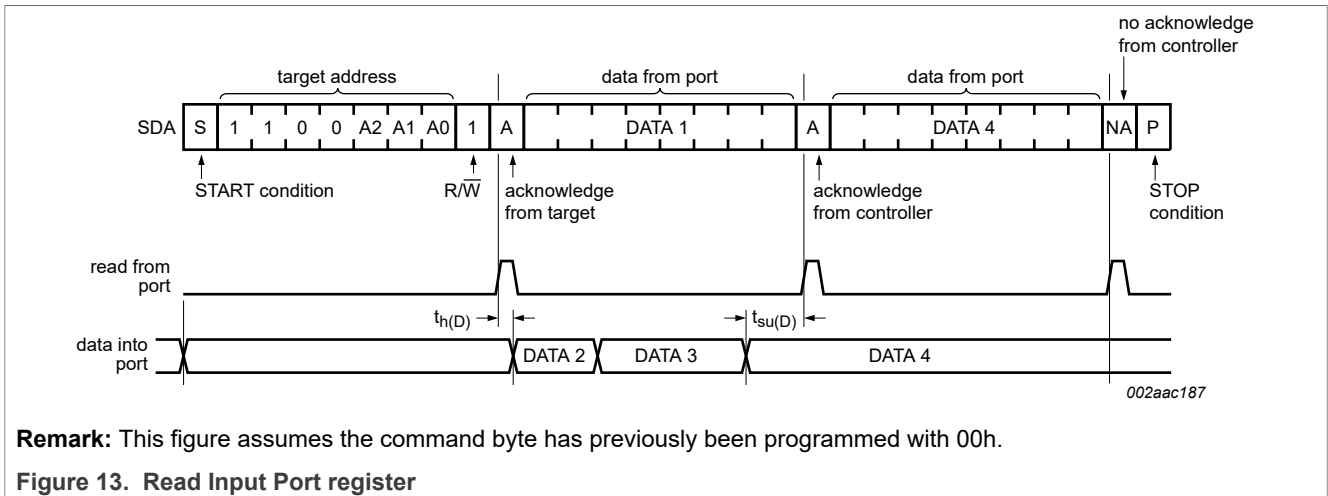 no acknowledge
from controller
target address
data from port
data from port
SDA S 1 1 0 0 A2 A1 A0 1 A DATA 1 A DATA 4 NA P
START condition
R/W̅
acknowledge
from target
acknowledge
from controller
STOP
condition
read from
port
th(D)
tsu(D)
data into
port
DATA 2 DATA 3 DATA 4
002aac187
Remark: This figure assumes the command byte has previously been programmed with 00h.
Figure 13. Read Input Port register